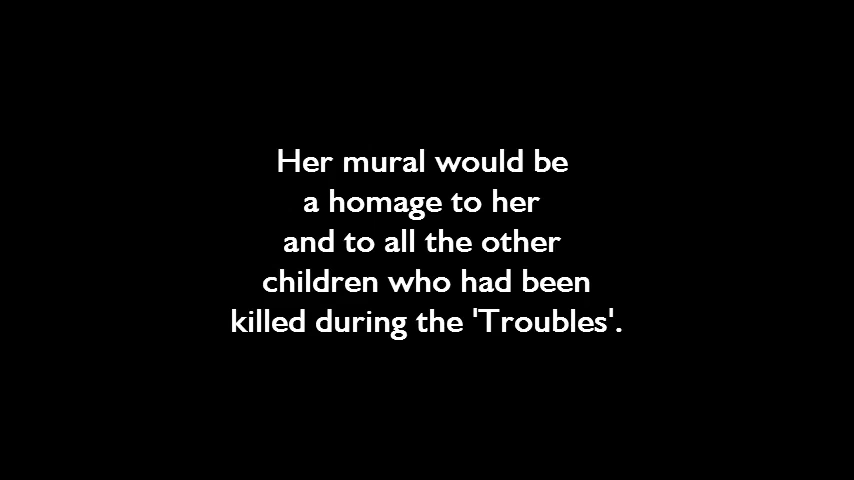 Her mural would be
a homage to her
and to all the other
children who had been
killed during the 'Troubles'.